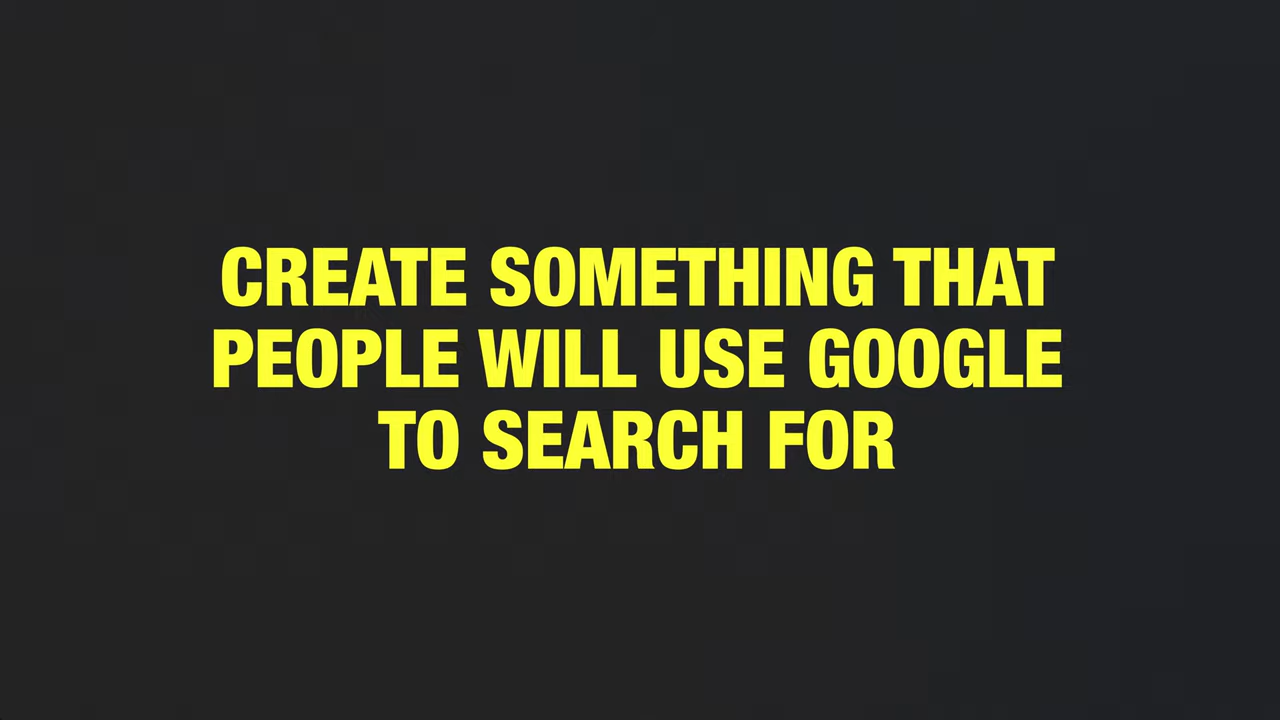 CREATE SOMETHING THAT
PEOPLE WILL USE GOOGLE
TO SEARCH FOR